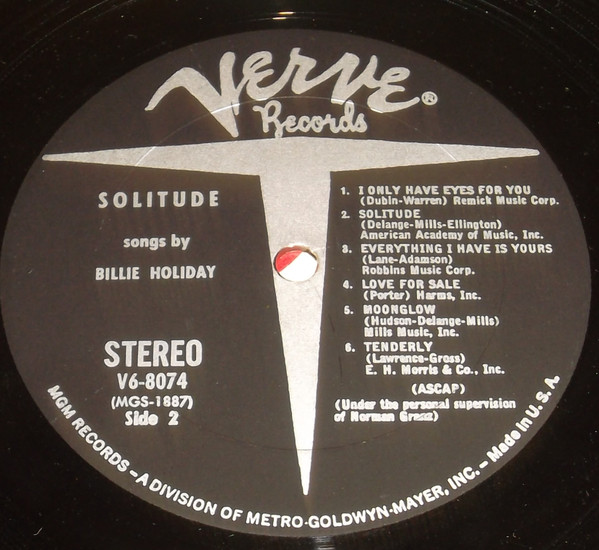 Verve®
Records
SOLITUDE
songs by
BILLIE HOLIDAY
STEREO
V6-8074
(MGS-1887)
Side 2
1. I ONLY HAVE EYES FOR YOU
(Dubin-Warren) Remick Music Corp.
2. SOLITUDE
(Delange-Mills-Ellington)
American Academy of Music, Inc.
3. EVERYTHING I HAVE IS YOURS
(Lane-Adamson)
Robbins Music Corp.
4. LOVE FOR SALE
(Porter) Harms, Inc.
5. MOONGLOW
(Hudson-Delange-Mills)
Mills Music, Inc.
6. TENDERLY
(Lawrence-Gross)
E. H. Morris & Co., Inc.
(ASCAP)
(Under the personal supervision
of Norman Granz)
MGM RECORDS – A DIVISION OF METRO-GOLDWYN-MAYER, INC. – Made In U. S. A.